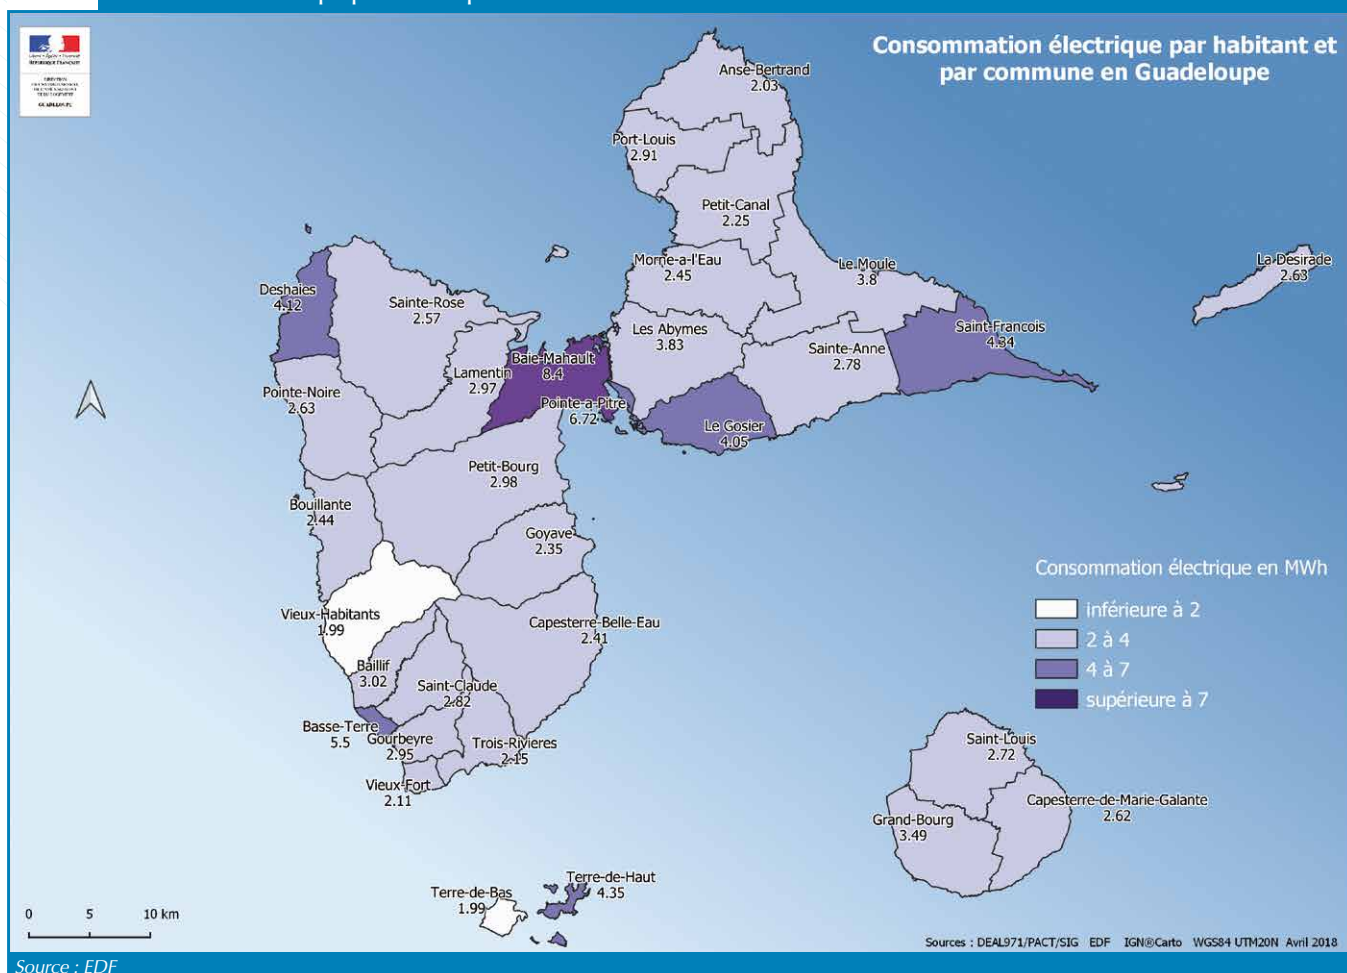 Consommation électrique par habitant et
par commune en Guadeloupe
RÉPUBLIQUE FRANÇAISE
GUADELOUPE
Anse-Bertrand
2.03
Port-Louis
2.91
Petit-Canal
2.25
Morne-a-l'Eau
2.45
Le Moule
3.8
La Desirade
2.63
Deshaies
4.12
Sainte-Rose
2.57
Les Abymes
3.83
Saint-Francois
4.34
Sainte-Anne
2.78
Baie-Mahault
8.4
Lamentin
2.97
Pointe-Noire
2.63
Pointe-a-Pitre
6.72
Le Gosier
4.05
Petit-Bourg
2.98
Bouillante
2.44
Goyave
2.35
Vieux-Habitants
1.99
Capesterre-Belle-Eau
2.41
Baillif
3.02
Saint-Claude
2.82
Basse-Terre
5.5
Gourbeyre
2.95
Trois-Rivieres
2.15
Vieux-Fort
2.11
Consommation électrique en MWh
inférieure à 2
2 à 4
4 à 7
supérieure à 7
Saint-Louis
2.72
Capesterre-de-Marie-Galante
2.62
Grand-Bourg
3.49
Terre-de-Haut
4.35
Terre-de-Bas
1.99
0 5 10 km
Sources : DEAL971/PACT/SIG EDF IGN®Carto WGS84 UTM20N Avril 2018
Source : EDF